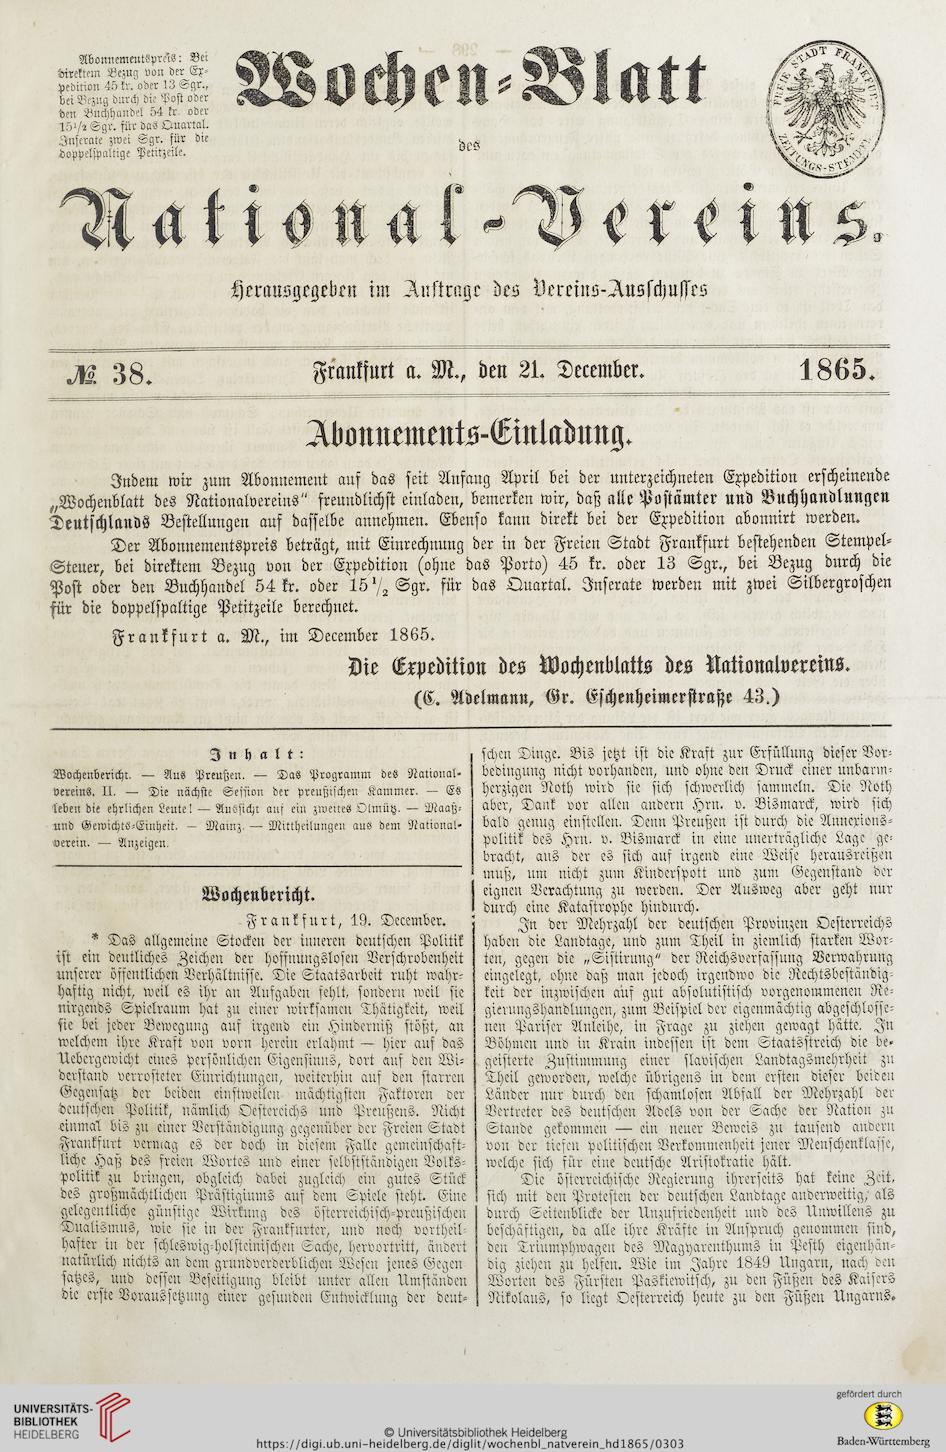 Abonnementspreis: Bei
direktem Bezug von der Ex-
pedition 45 kr. oder 13 Sgr.,
bei Bezug durch die Post oder
den Buchhandel 54 kr. oder
15½ Sgr. für das Quartal.
Inserate zwei Sgr. für die
doppelspaltige Petitzeile.
Wochen-Blatt
des
National-Vereins.
FREIE STADT FRANKFURT
ZEITUNGS-STEMPEL
Herausgegeben im Auftrage des Vereins-Ausschusses
№ 38.
Frankfurt a. M., den 21. December.
1865.
Abonnements-Einladung.
Indem wir zum Abonnement auf das seit Anfang April bei der unterzeichneten Expedition erscheinende
„Wochenblatt des Nationalvereins“ freundlichst einladen, bemerken wir, daß alle Postämter und Buchhandlungen
Deutschlands Bestellungen auf dasselbe annehmen. Ebenso kann direkt bei der Expedition abonnirt werden.
Der Abonnementspreis beträgt, mit Einrechnung der in der Freien Stadt Frankfurt bestehenden Stempel-
Steuer, bei direktem Bezug von der Expedition (ohne das Porto) 45 kr. oder 13 Sgr., bei Bezug durch die
Post oder den Buchhandel 54 kr. oder 15½ Sgr. für das Quartal. Inserate werden mit zwei Silbergroschen
für die doppelspaltige Petitzeile berechnet.
Frankfurt a. M., im December 1865.
Die Expedition des Wochenblatts des Nationalvereins.
(C. Adelmann, Gr. Eschenheimerstraße 43.)
Inhalt:
Wochenbericht. — Aus Preußen. — Das Programm des National-
vereins. II. — Die nächste Session der preußischen Kammer. — Es
leben die ehrlichen Leute! — Aussicht auf ein zweites Olmütz. — Maaß-
und Gewichts-Einheit. — Mainz. — Mittheilungen aus dem National-
verein. — Anzeigen.
Wochenbericht.
Frankfurt, 19. December.
* Das allgemeine Stocken der inneren deutschen Politik
ist ein deutliches Zeichen der hoffnungslosen Verschrobenheit
unserer öffentlichen Verhältnisse. Die Staatsarbeit ruht wahr-
haftig nicht, weil es ihr an Aufgaben fehlt, sondern weil sie
nirgends Spielraum hat zu einer wirksamen Thätigkeit, weil
sie bei jeder Bewegung auf irgend ein Hinderniß stößt, an
welchem ihre Kraft von vorn herein erlahmt — hier auf das
Uebergewicht eines persönlichen Eigensinns, dort auf den Wi-
derstand verrosteter Einrichtungen, weiterhin auf den starren
Gegensatz der beiden einstweilen mächtigsten Faktoren der
deutschen Politik, nämlich Oestereichs und Preußens. Nicht
einmal bis zu einer Verständigung gegenüber der Freien Stadt
Frankfurt vermag es der doch in diesem Falle gemeinschaft-
liche Haß des freien Wortes und einer selbstständigen Volks-
politik zu bringen, obgleich dabei zugleich ein gutes Stück
des großmächtlichen Prästigiums auf dem Spiele steht. Eine
gelegentliche günstige Wirkung des österreichisch-preußischen
Dualismus, wie sie in der Frankfurter, und noch vortheil-
hafter in der schleswig-holsteinischen Sache, hervortritt, ändert
natürlich nichts an dem grundverderblichen Wesen jenes Gegen
satzes, und dessen Beseitigung bleibt unter allen Umständen
die erste Voraussetzung einer gesunden Entwicklung der deut-
schen Dinge. Bis jetzt ist die Kraft zur Erfüllung dieser Vor-
bedingung nicht vorhanden, und ohne den Druck einer unbarm-
herzigen Noth wird sie sich schwerlich sammeln. Die Noth
aber, Dank vor allen andern Hrn. v. Bismarck, wird sich
bald genug einstellen. Denn Preußen ist durch die Annexions-
politik des Hrn. v. Bismarck in eine unerträgliche Lage ge-
bracht, aus der es sich auf irgend eine Weise herausreißen
muß, um nicht zum Kinderspott und zum Gegenstand der
eignen Verachtung zu werden. Der Ausweg aber geht nur
durch eine Katastrophe hindurch.
In der Mehrzahl der deutschen Provinzen Oesterreichs
haben die Landtage, und zum Theil in ziemlich starken Wor-
ten, gegen die „Sistirung“ der Reichsverfassung Verwahrung
eingelegt, ohne daß man jedoch irgendwo die Rechtsbeständig-
keit der inzwischen auf gut absolutistisch vorgenommenen Re-
gierungshandlungen, zum Beispiel der eigenmächtig abgeschlosse-
nen Pariser Anleihe, in Frage zu ziehen gewagt hätte. In
Böhmen und in Krain indessen ist dem Staatsstreich die be-
geisterte Zustimmung einer slavischen Landtagsmehrheit zu
Theil geworden, welche übrigens in dem ersten dieser beiden
Länder nur durch den schamlosen Abfall der Mehrzahl der
Vertreter des deutschen Adels von der Sache der Nation zu
Stande gekommen — ein neuer Beweis zu tausend andern
von der tiefen politischen Verkommenheit jener Menschenklasse,
welche sich für eine deutsche Aristokratie hält.
Die österreichische Regierung ihrerseits hat keine Zeit,
sich mit den Protesten der deutschen Landtage anderweitig, als
durch Seitenblicke der Unzufriedenheit und des Unwillens zu
beschäftigen, da alle ihre Kräfte in Anspruch genommen sind,
den Triumphwagen des Magyarenthums in Pesth eigenhän-
dig ziehen zu helfen. Wie im Jahre 1849 Ungarn, nach den
Worten des Fürsten Paskiewitsch, zu den Füßen des Kaisers
Nikolaus, so liegt Oesterreich heute zu den Füßen Ungarns.
UNIVERSITÄTS-
BIBLIOTHEK
HEIDELBERG
© Universitätsbibliothek Heidelberg
https://digi.ub.uni-heidelberg.de/diglit/wochenbl_natverein_hd1865/0303
gefördert durch
Baden-Württemberg